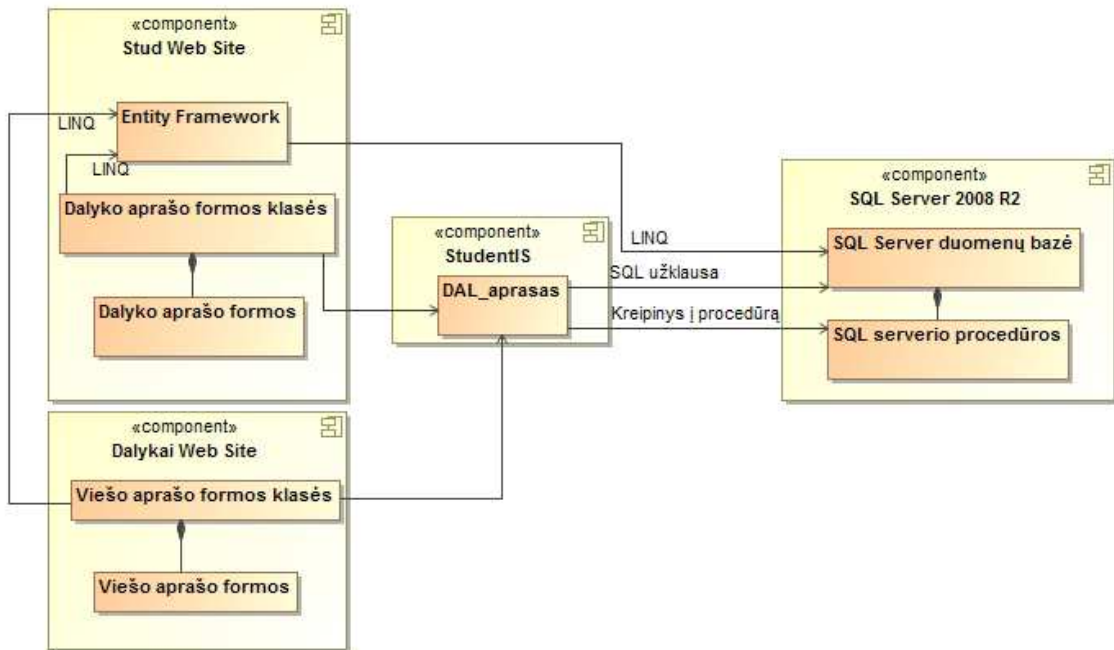 «component»
Stud Web Site
Entity Framework
LINQ
LINQ
Dalyko aprašo formos klasės
Dalyko aprašo formos
«component»
Dalykai Web Site
Viešo aprašo formos klasės
Viešo aprašo formos
«component»
StudentIS
DAL_aprasas
LINQ
SQL užklausa
Kreipinys į procedūrą
«component»
SQL Server 2008 R2
SQL Server duomenų bazė
SQL serverio procedūros